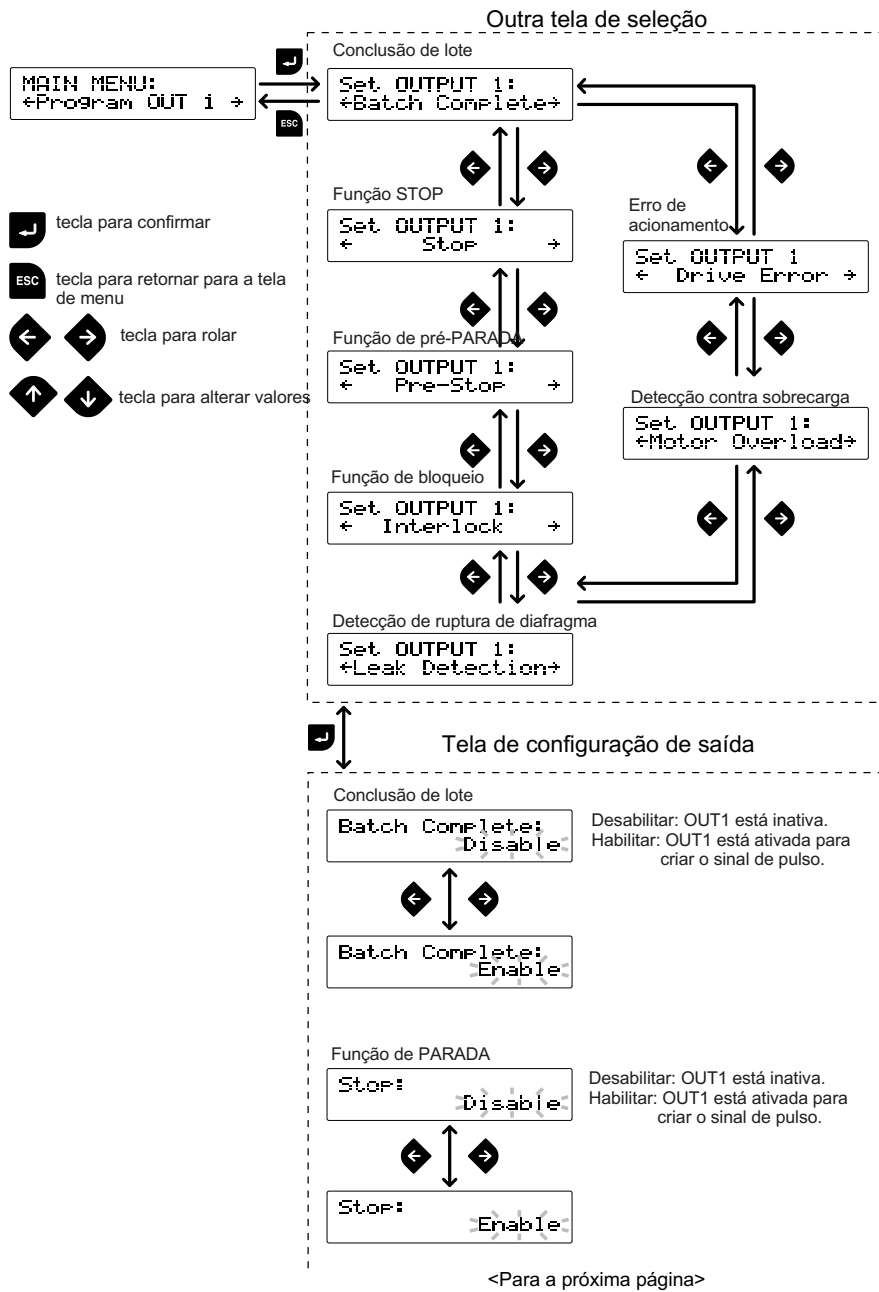 Outra tela de seleção
Conclusão de lote
MAIN MENU:
←Program OUT i →
ESC
Set OUTPUT 1:
←Batch Complete→
Função STOP
Set OUTPUT 1:
← Stop →
tecla para confirmar
ESC
tecla para retornar para a tela
de menu
tecla para rolar
tecla para alterar valores
Erro de
acionamento
Set OUTPUT 1
← Drive Error →
Função de pré-PARADA
Set OUTPUT 1:
← Pre-Stop →
Detecção contra sobrecarga
Set OUTPUT 1:
←Motor Overload→
Função de bloqueio
Set OUTPUT 1:
← Interlock →
Detecção de ruptura de diafragma
Set OUTPUT 1:
←Leak Detection→
Tela de configuração de saída
Conclusão de lote
Batch Complete:
Disable
Desabilitar: OUT1 está inativa.
Habilitar: OUT1 está ativada para
criar o sinal de pulso.
Batch Complete:
Enable
Função de PARADA
Stop:
Disable
Desabilitar: OUT1 está inativa.
Habilitar: OUT1 está ativada para
criar o sinal de pulso.
Stop:
Enable
<Para a próxima página>